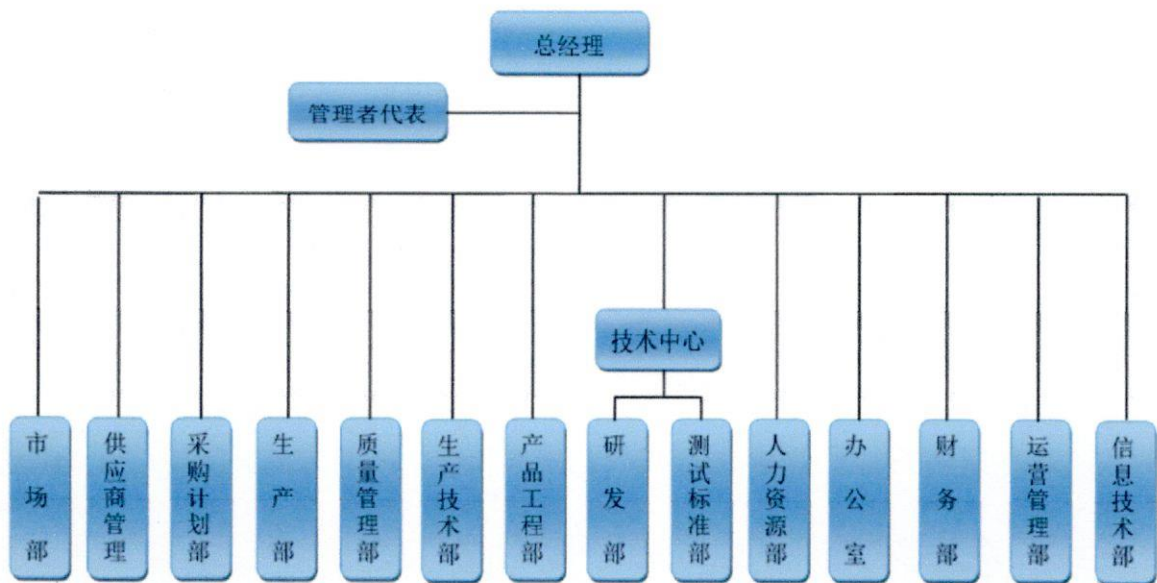 总经理
管理者代表
技术中心
市场部
供应商管理
采购计划部
生产部
质量管理部
生产技术部
产品工程部
研发部
测试标准部
人力资源部
办公室
财务部
运营管理部
信息技术部